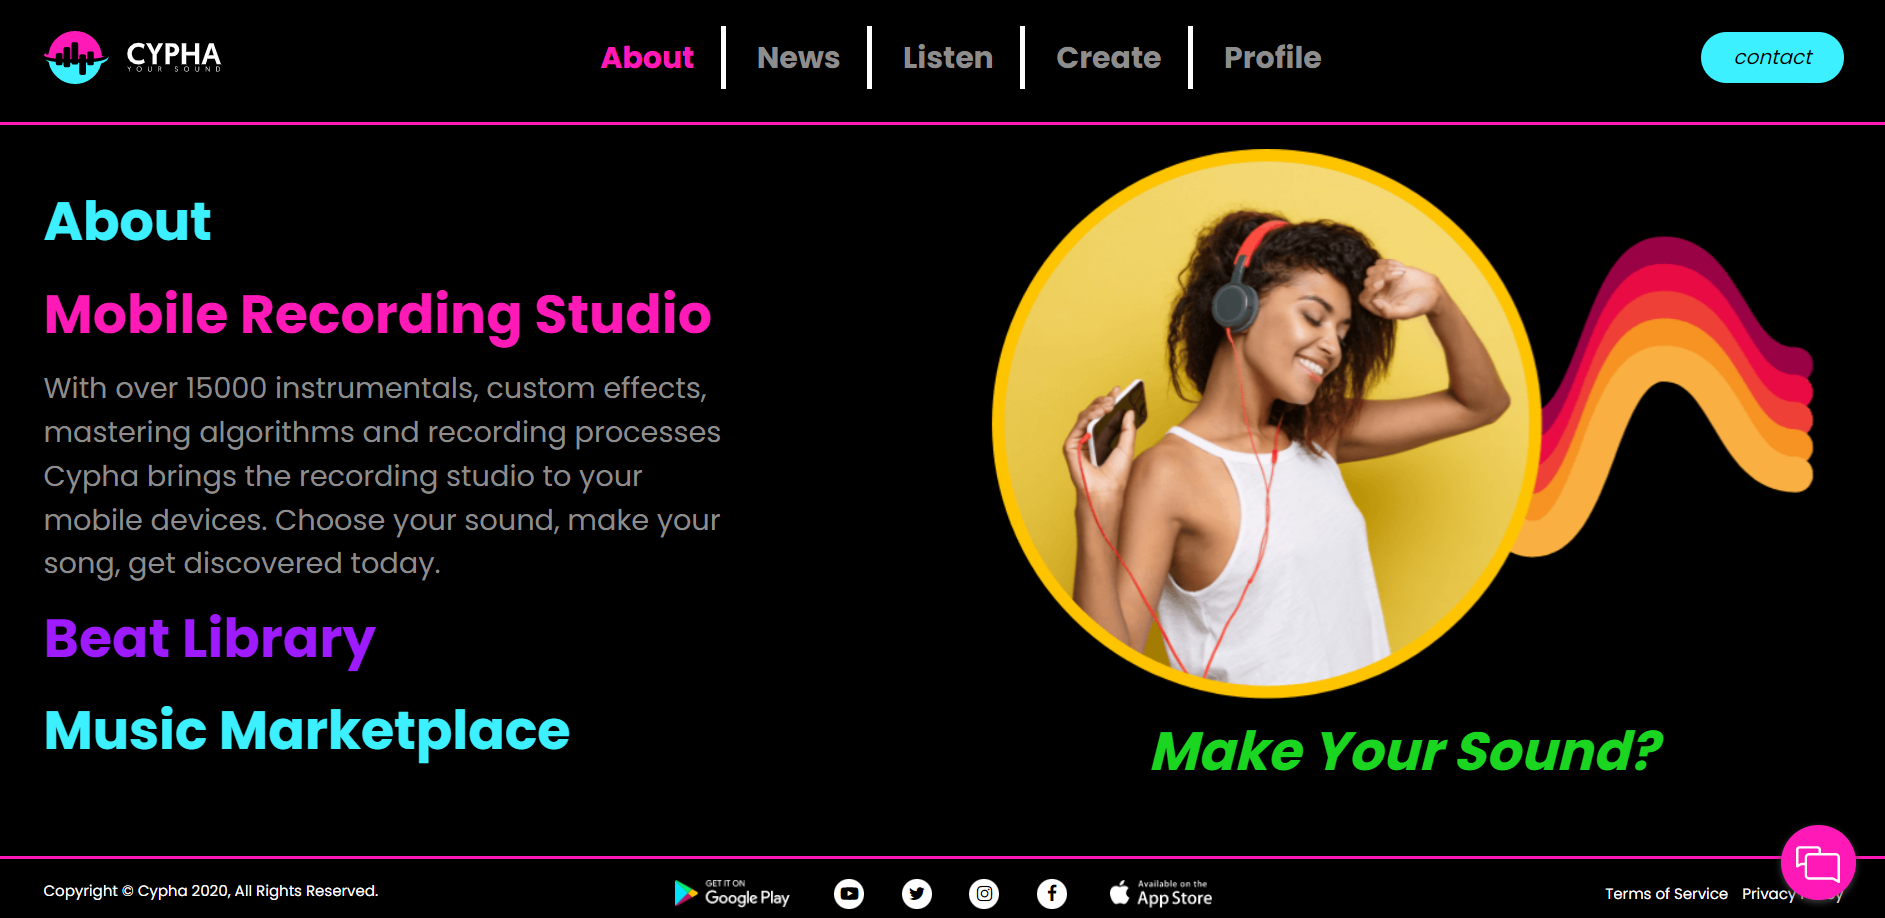 CYPHA
YOUR SOUND
About
News
Listen
Create
Profile
contact
About
Mobile Recording Studio
With over 15000 instrumentals, custom effects,
mastering algorithms and recording processes
Cypha brings the recording studio to your
mobile devices. Choose your sound, make your
song, get discovered today.
Beat Library
Music Marketplace
Make Your Sound?
Copyright © Cypha 2020, All Rights Reserved.
GET IT ON
Google Play
Available on the
App Store
Terms of Service
Privacy